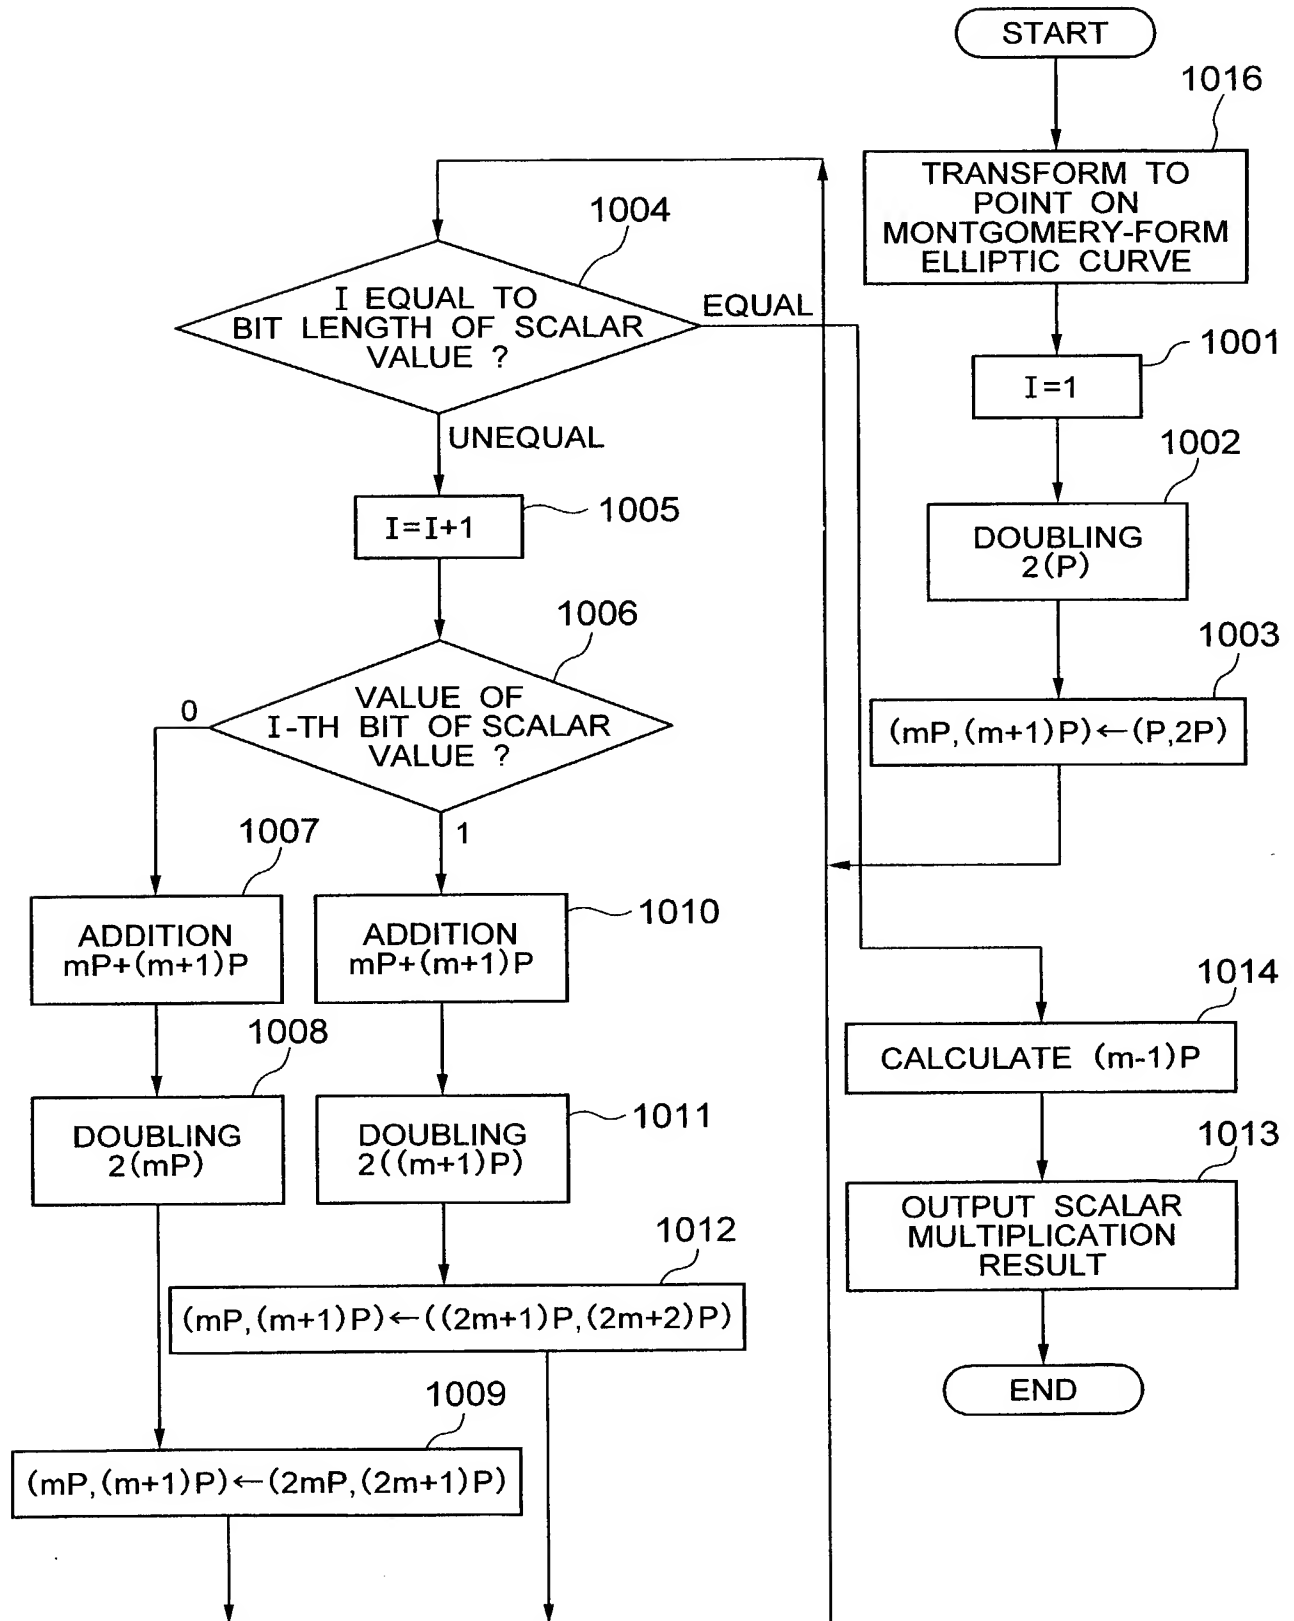 START
1016
TRANSFORM TO
POINT ON
MONTGOMERY-FORM
ELLIPTIC CURVE
1001
I=1
1002
DOUBLING
2(P)
1003
(mP,(m+1)P)←(P,2P)
1004
I EQUAL TO
BIT LENGTH OF SCALAR
VALUE ?
EQUAL
UNEQUAL
1005
I=I+1
1006
VALUE OF
I-TH BIT OF SCALAR
VALUE ?
0
1
1007
ADDITION
mP+(m+1)P
1008
DOUBLING
2(mP)
1010
ADDITION
mP+(m+1)P
1011
DOUBLING
2((m+1)P)
1012
(mP,(m+1)P)←((2m+1)P,(2m+2)P)
1009
(mP,(m+1)P)←(2mP,(2m+1)P)
1014
CALCULATE (m-1)P
1013
OUTPUT SCALAR
MULTIPLICATION
RESULT
END